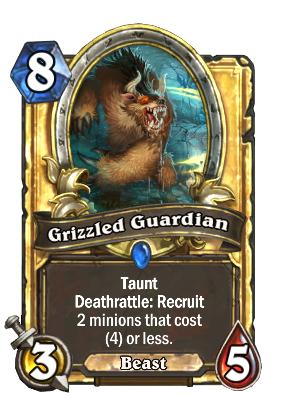 8
Grizzled Guardian
Taunt
Deathrattle: Recruit
2 minions that cost
(4) or less.
3
Beast
5